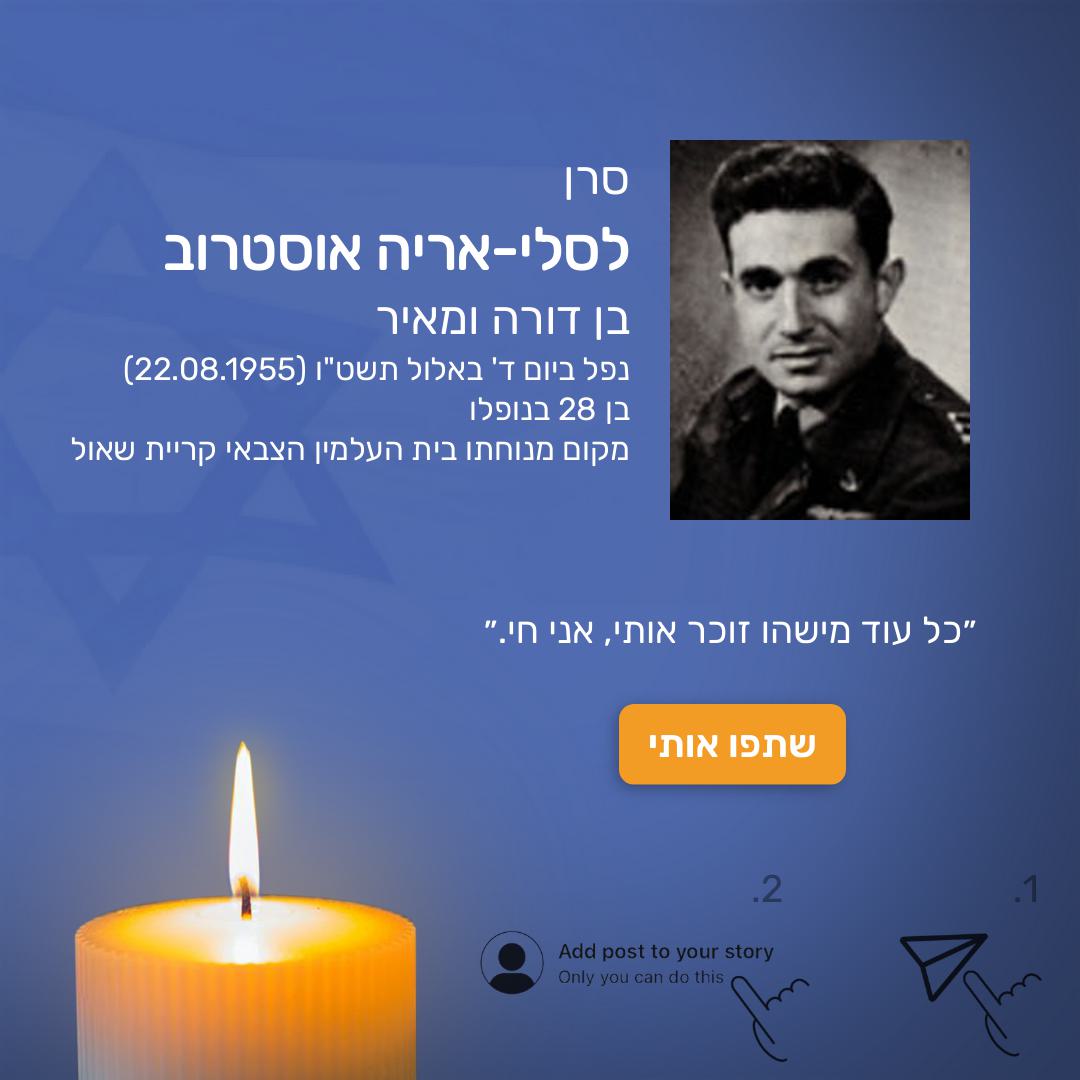 סרן
לסלי-אריה אוסטרוב
בן דורה ומאיר
נפל ביום ד' באלול תשט"ו (22.08.1955)
בן 28 בנופלו
מקום מנוחתו בית העלמין הצבאי קריית שאול
״כל עוד מישהו זוכר אותי, אני חי.״
שתפו אותי
.1
.2
Add post to your story
Only you can do this